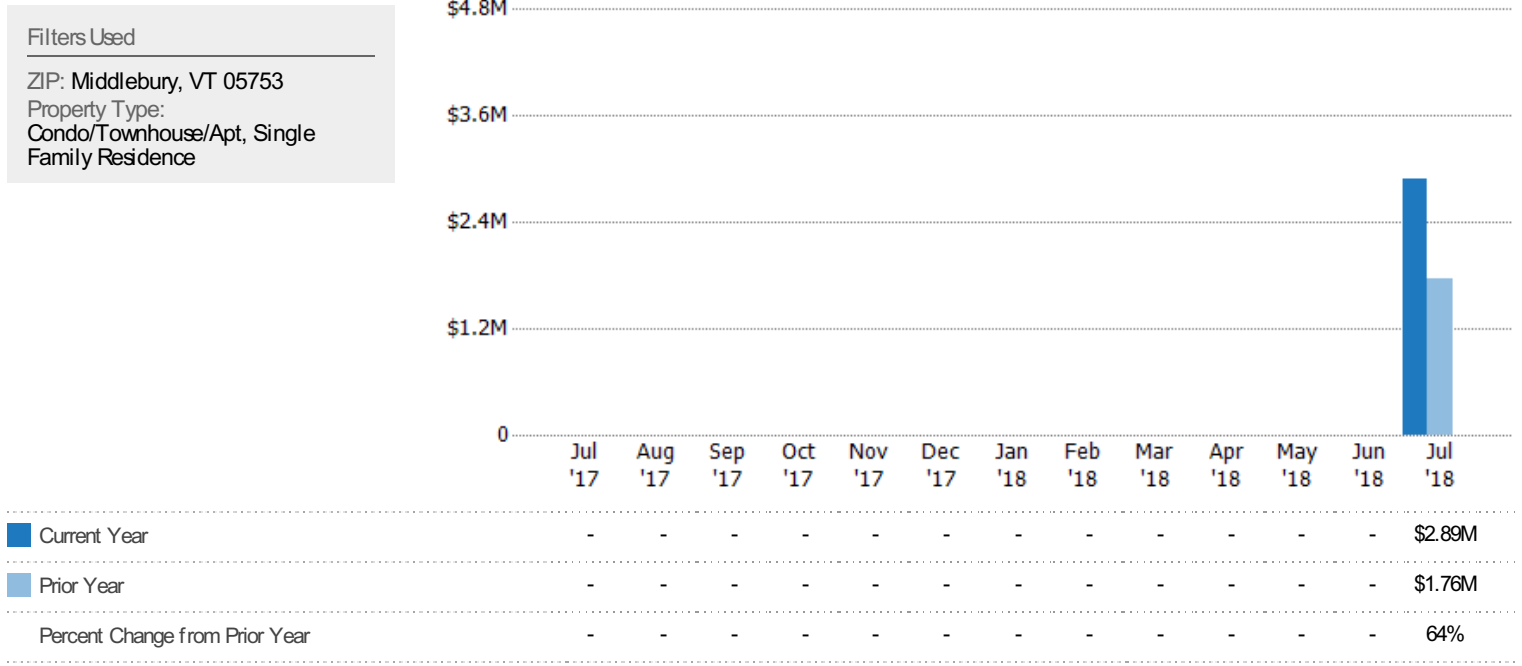 Filters Used
ZIP: Middlebury, VT 05753
Property Type:
Condo/Townhouse/Apt, Single
Family Residence
$4.8M
$3.6M
$2.4M
$1.2M
0
Jul Aug Sep Oct Nov Dec Jan Feb Mar Apr May Jun Jul
'17 '17 '17 '17 '17 '17 '18 '18 '18 '18 '18 '18 '18
Current Year - - - - - - - - - - - - $2.89M
Prior Year - - - - - - - - - - - - $1.76M
Percent Change from Prior Year - - - - - - - - - - - - 64%